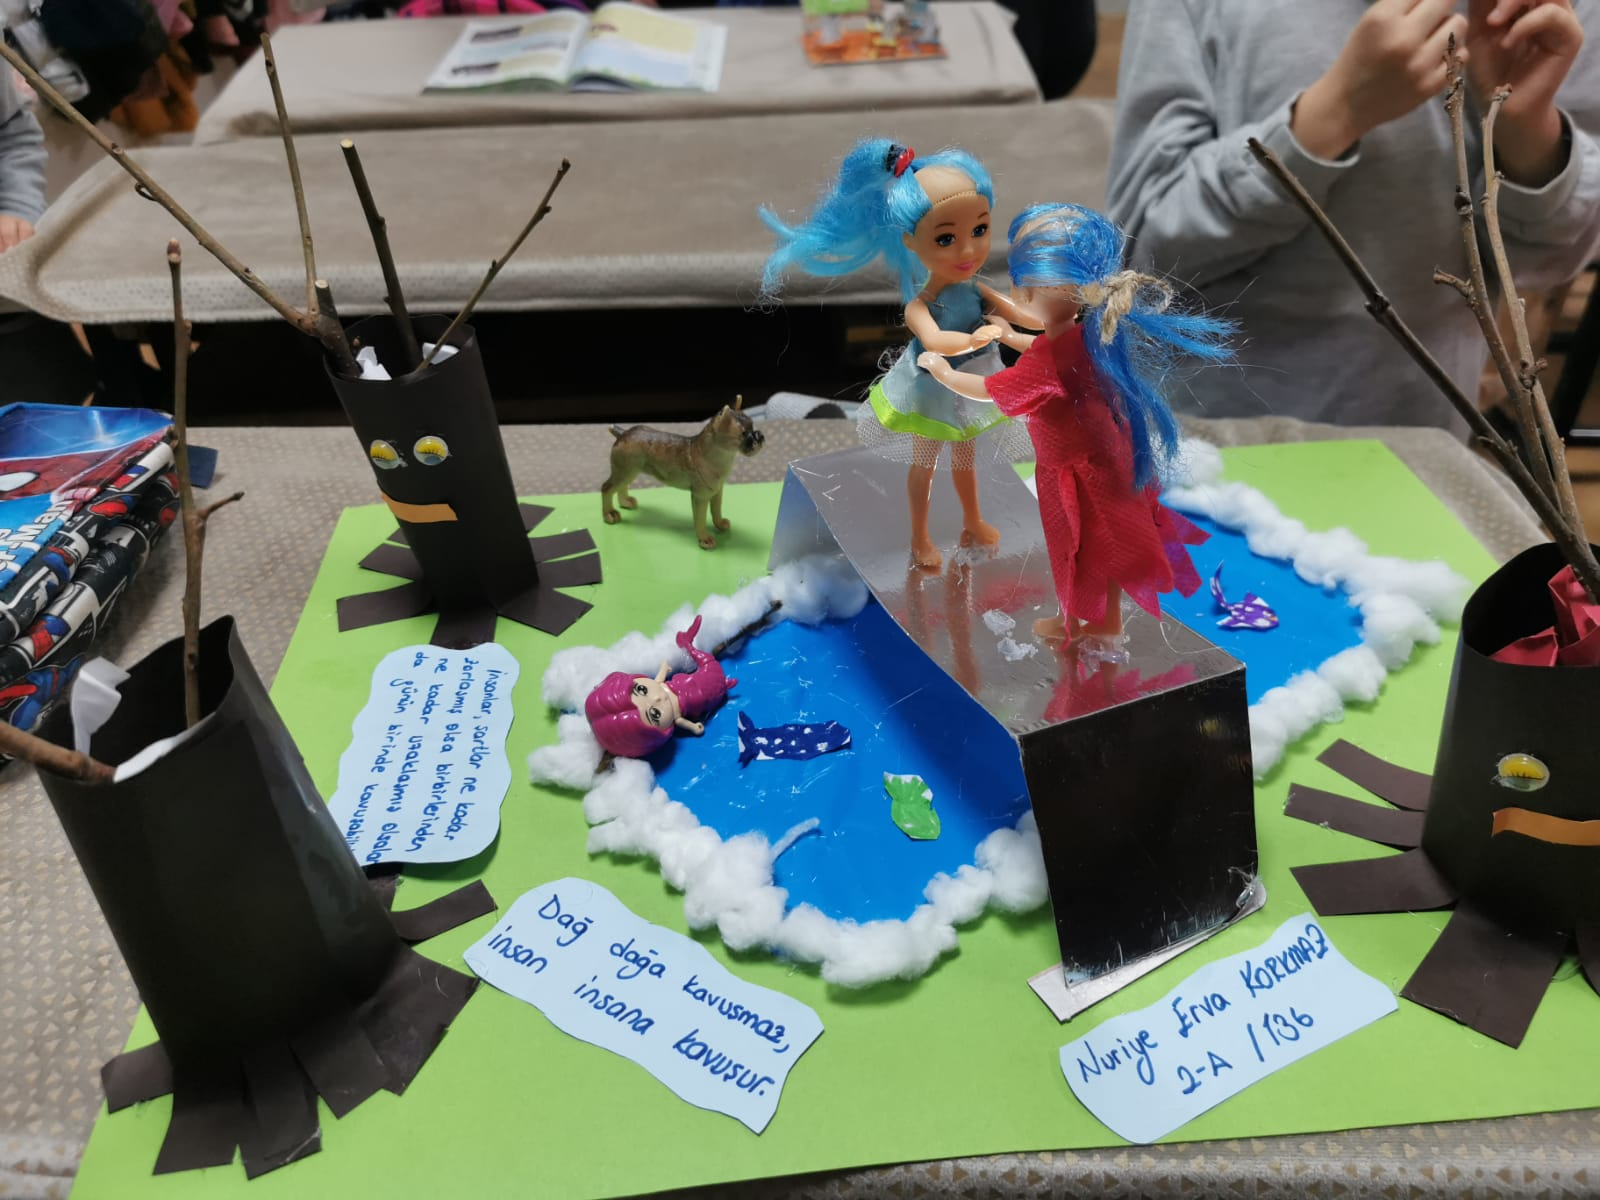 İnsanlar, şartlar ne kadar
zorlaşmış olsa birbirlerinden
ne kadar uzaklaşmış olsalar
da günün birinde
Dağ dağa kavuşmaz,
insan insana kavuşur.
Nuriye Erva KORKMAZ
2-A /136